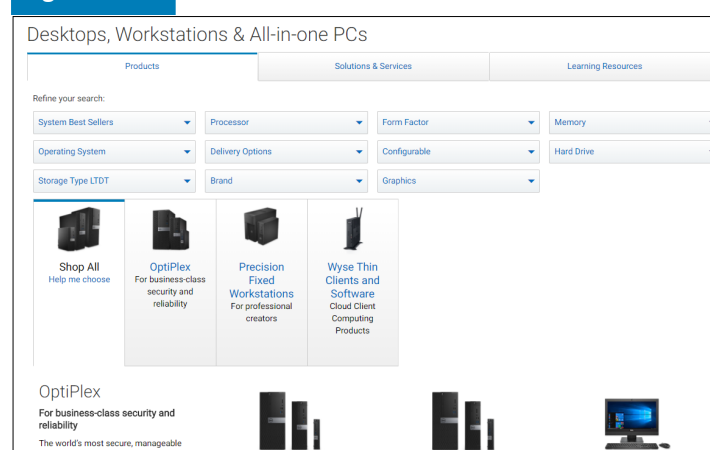 Desktops, Workstations & All-in-one PCs
Products
Solutions & Services
Learning Resources
Refine your search:
System Best Sellers
Processor
Form Factor
Memory
Operating System
Delivery Options
Configurable
Hard Drive
Storage Type LTDT
Brand
Graphics
Shop All
Help me choose
OptiPlex
For business-class
security and
reliability
Precision
Fixed
Workstations
For professional
creators
Wyse Thin
Clients and
Software
Cloud Client
Computing
Products
OptiPlex
For business-class security and
reliability
The world's most secure, manageable